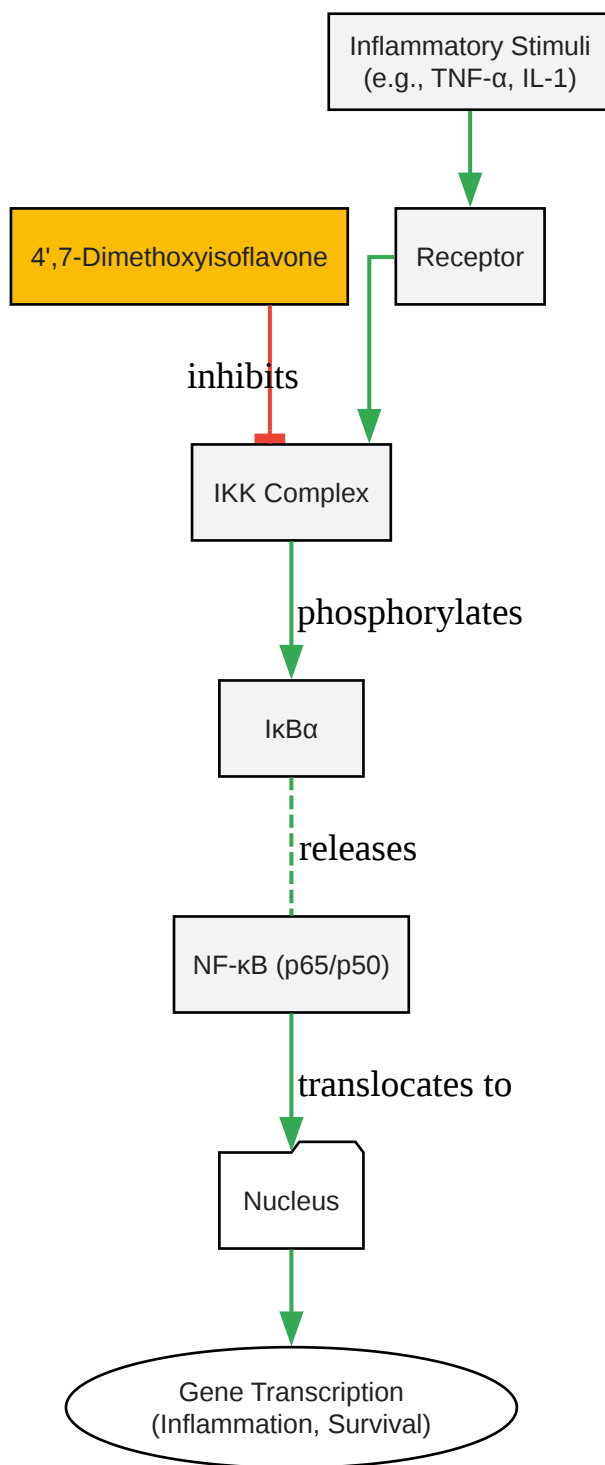 Inflammatory Stimuli
(e.g., TNF-α, IL-1)
4',7-Dimethoxyisoflavone
Receptor
inhibits
IKK Complex
phosphorylates
IκBα
releases
NF-κB (p65/p50)
translocates to
Nucleus
Gene Transcription
(Inflammation, Survival)